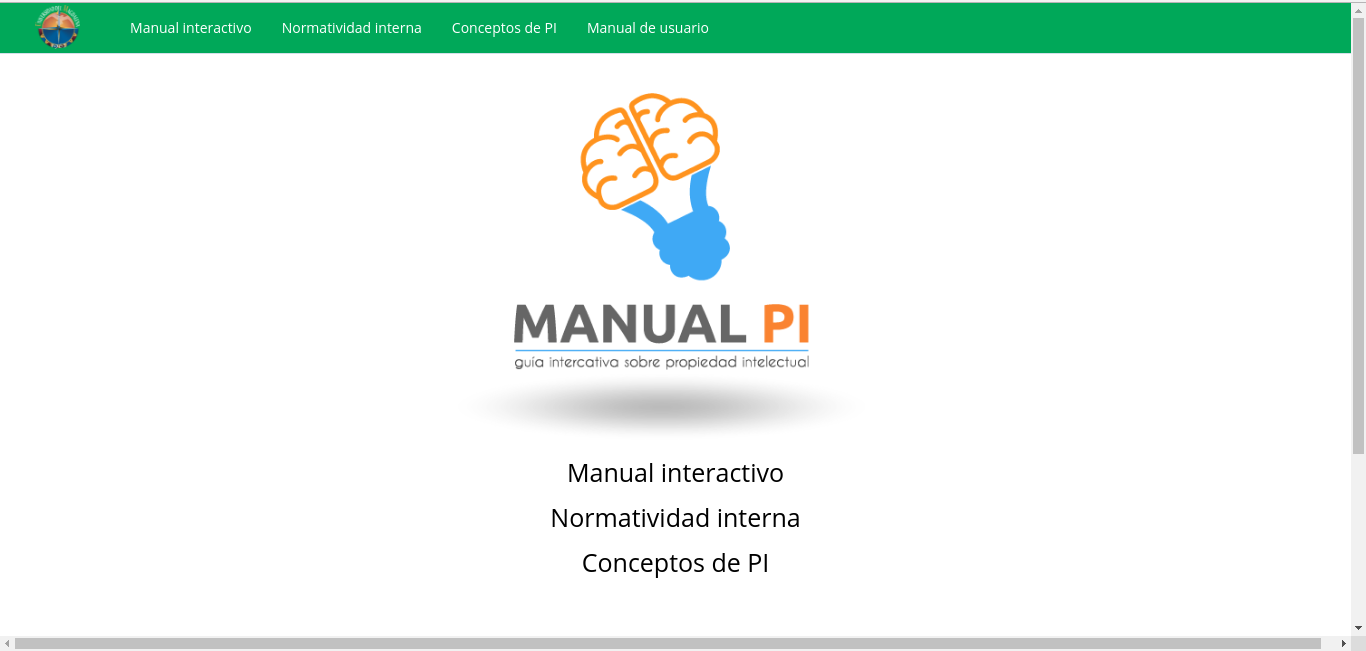 Manual interactivo Normatividad interna Conceptos de PI Manual de usuario
MANUAL PI
guía intercativa sobre propiedad intelectual
Manual interactivo
Normatividad interna
Conceptos de PI